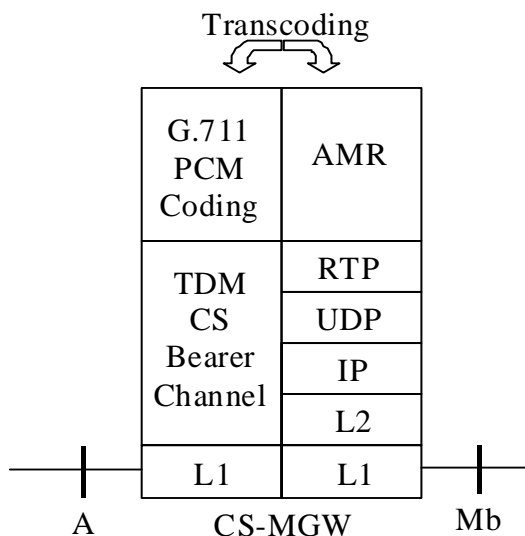 Transcoding
G.711
PCM
Coding
AMR
TDM
CS
Bearer
Channel
RTP
UDP
IP
L2
L1
L1
A
CS-MGW
Mb